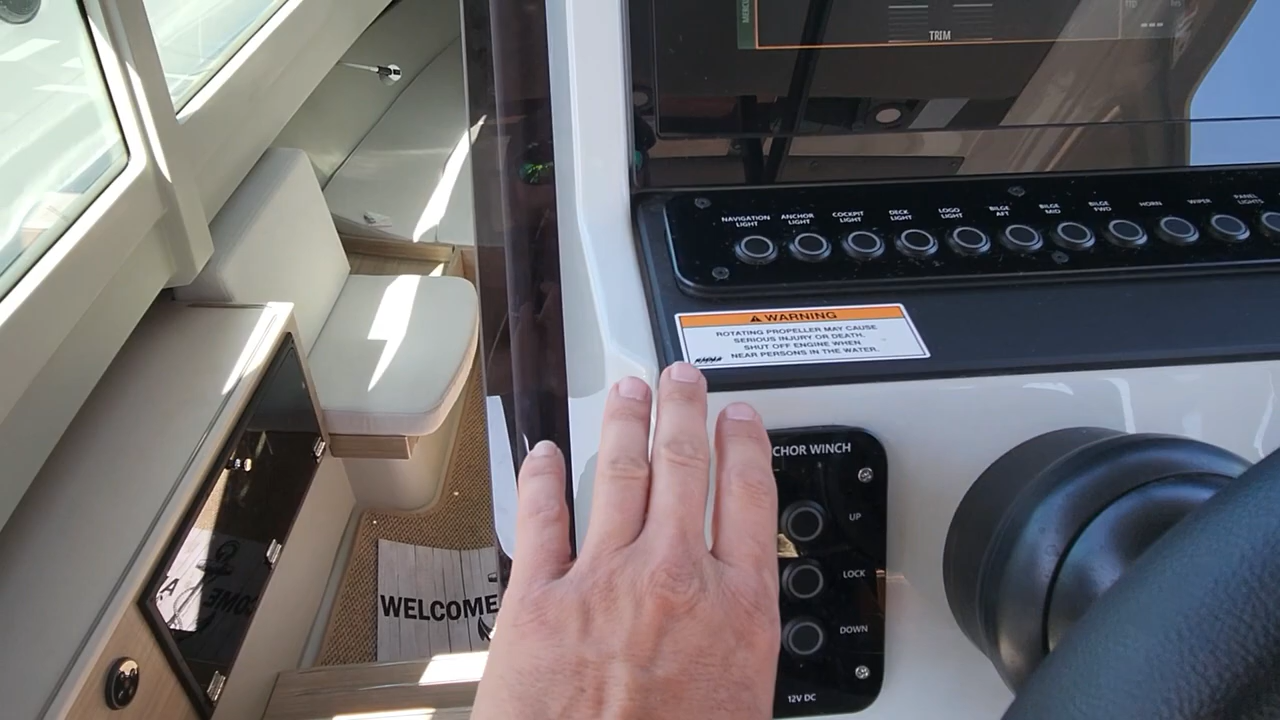 TRIM
NAVIGATION
LIGHT
ANCHOR
LIGHT
COCKPIT
LIGHT
DECK
LIGHT
LOGO
LIGHT
BILGE
AFT
BILGE
MID
BILGE
FWD
HORN
WIPER
PANEL
LIGHTS
WARNING
ROTATING PROPELLER MAY CAUSE
SERIOUS INJURY OR DEATH.
SHUT OFF ENGINE WHEN
NEAR PERSONS IN THE WATER.
CHOR WINCH
UP
LOCK
DOWN
12V DC
WELCOME